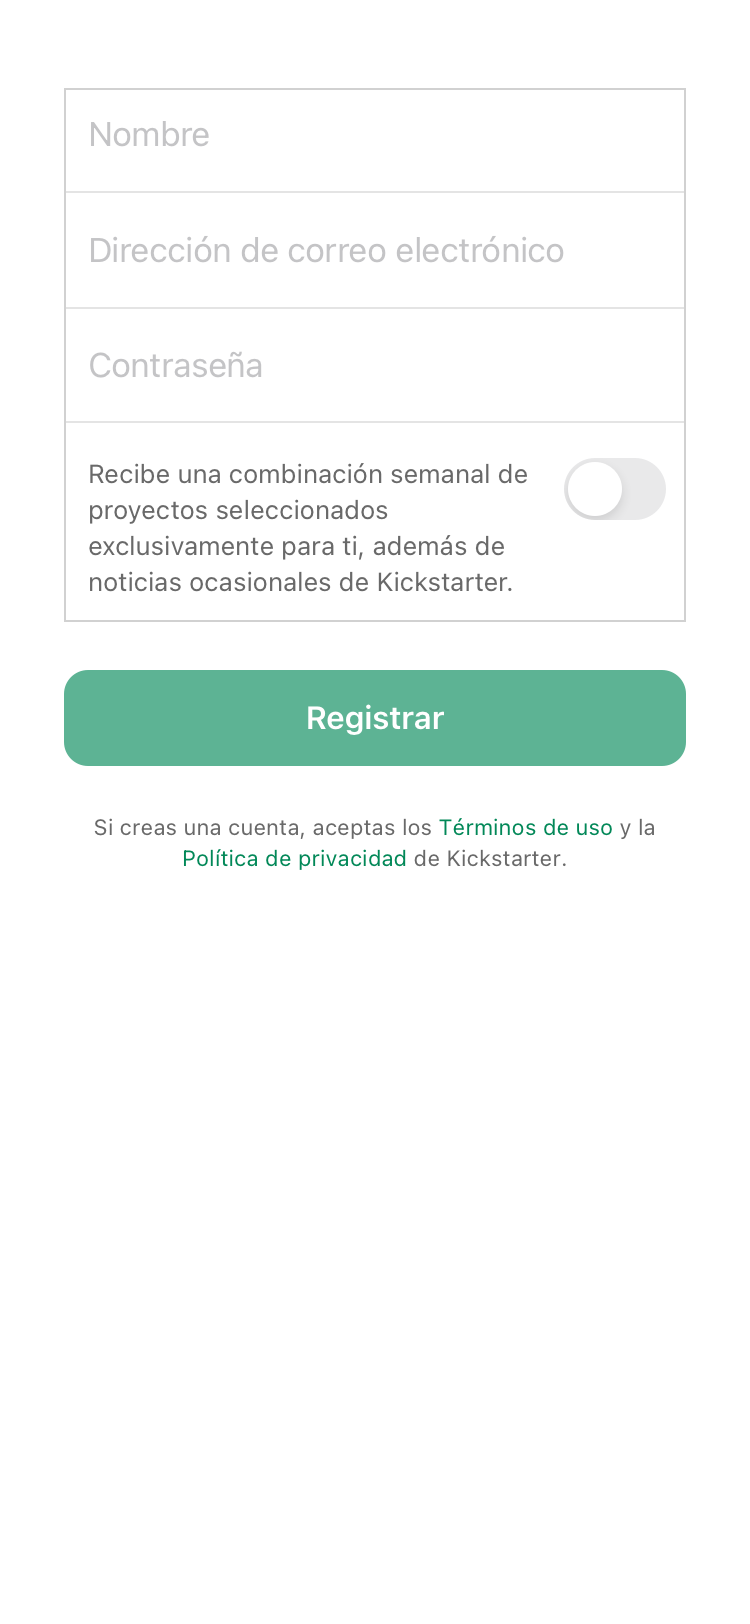 Nombre
Dirección de correo electrónico
Contraseña
Recibe una combinación semanal de
proyectos seleccionados
exclusivamente para ti, además de
noticias ocasionales de Kickstarter.
Registrar
Si creas una cuenta, aceptas los Términos de uso y la
Política de privacidad de Kickstarter.